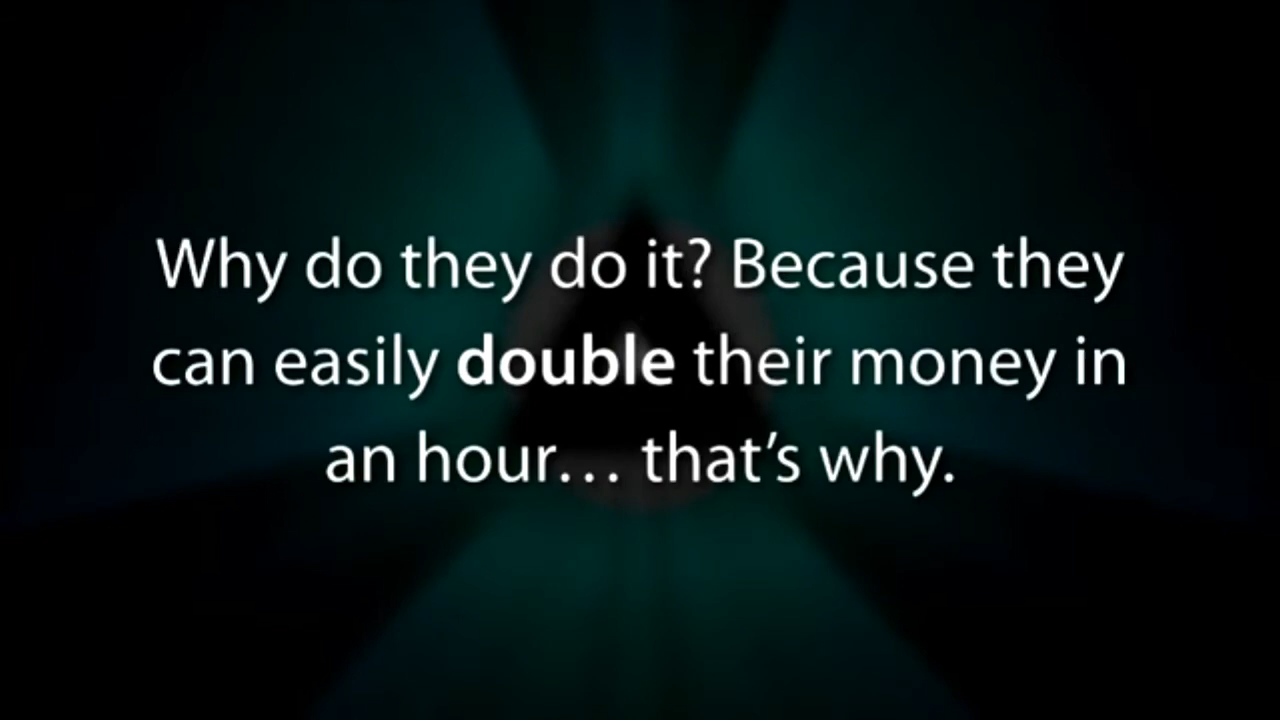 Why do they do it? Because they
can easily double their money in
an hour… that’s why.